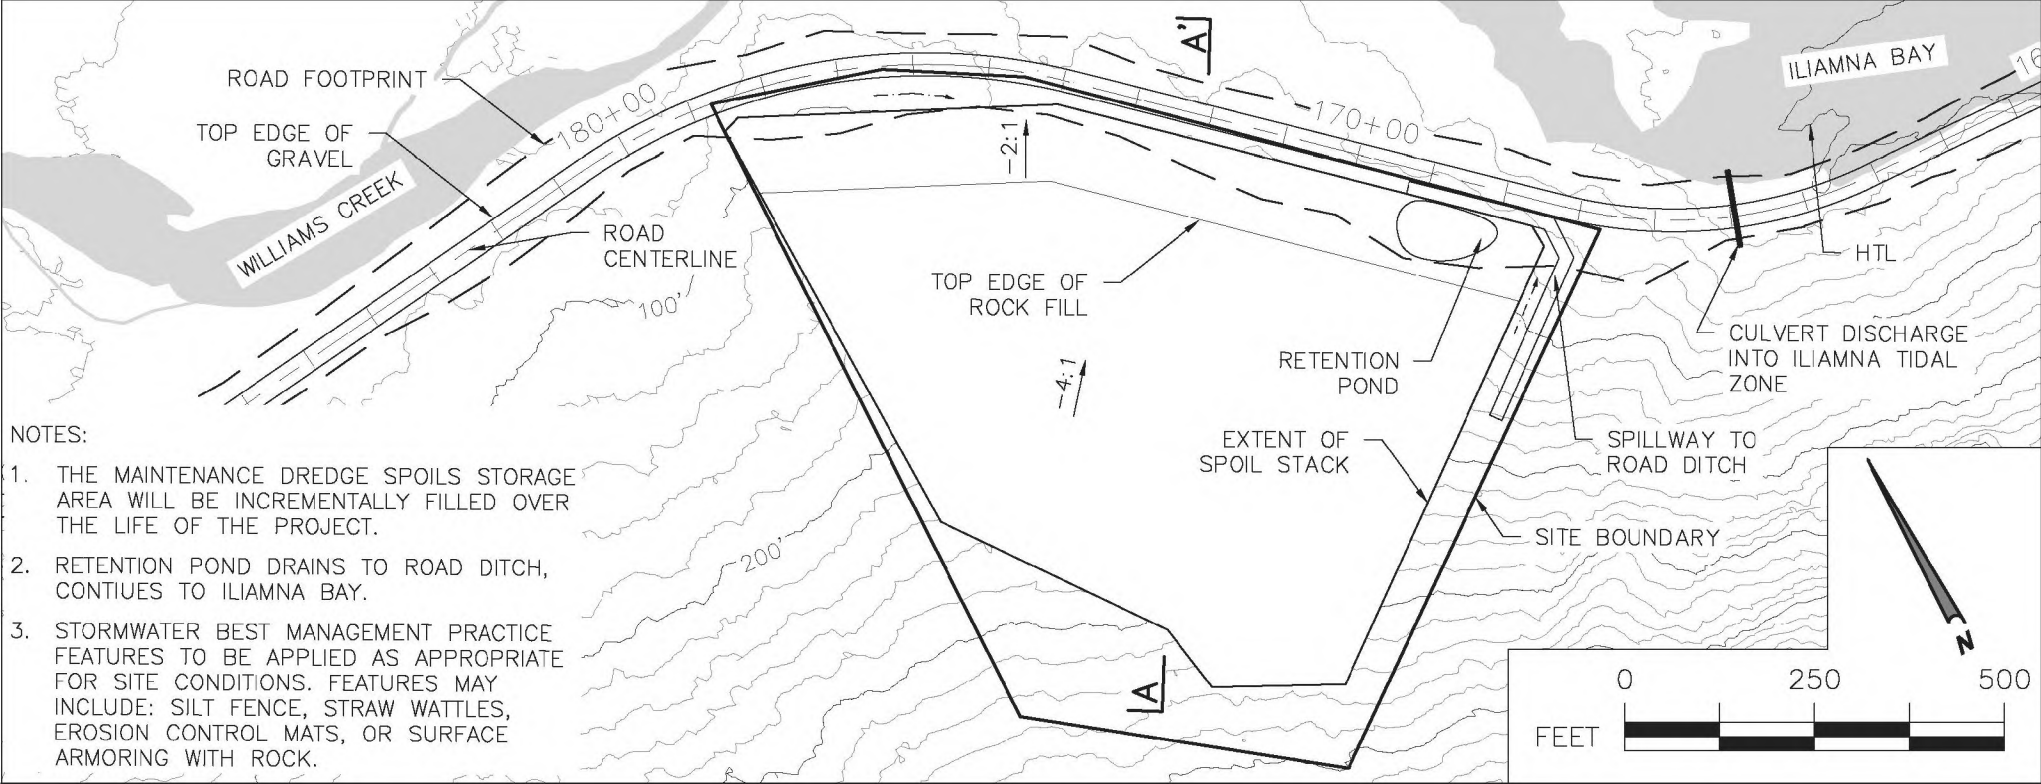 A'
ROAD FOOTPRINT
180+00
TOP EDGE OF
GRAVEL
WILLIAMS CREEK
ROAD
CENTERLINE
100'
-2:1
170+00
ILIAMNA BAY
16
HTL
TOP EDGE OF
ROCK FILL
-4:1
RETENTION
POND
CULVERT DISCHARGE
INTO ILIAMNA TIDAL
ZONE
EXTENT OF
SPOIL STACK
SPILLWAY TO
ROAD DITCH
SITE BOUNDARY
200'
A
NOTES:
1. THE MAINTENANCE DREDGE SPOILS STORAGE
AREA WILL BE INCREMENTALLY FILLED OVER
THE LIFE OF THE PROJECT.
2. RETENTION POND DRAINS TO ROAD DITCH,
CONTIUES TO ILIAMNA BAY.
3. STORMWATER BEST MANAGEMENT PRACTICE
FEATURES TO BE APPLIED AS APPROPRIATE
FOR SITE CONDITIONS. FEATURES MAY
INCLUDE: SILT FENCE, STRAW WATTLES,
EROSION CONTROL MATS, OR SURFACE
ARMORING WITH ROCK.
N
0 250 500
FEET